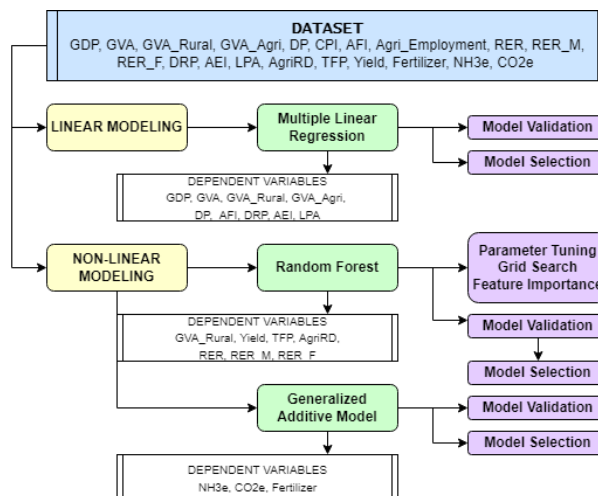 DATASET
GDP, GVA, GVA_Rural, GVA_Agri, DP, CPI, AFI, Agri_Employment, RER, RER_M,
RER_F, DRP, AEI, LPA, AgriRD, TFP, Yield, Fertilizer, NH3e, CO2e
LINEAR MODELING
Multiple Linear
Regression
Model Validation
Model Selection
DEPENDENT VARIABLES
GDP, GVA, GVA_Rural, GVA_Agri,
DP, AFI, DRP, AEI, LPA
NON-LINEAR
MODELING
Random Forest
Parameter Tuning
Grid Search
Feature Importance
DEPENDENT VARIABLES
GVA_Rural, Yield, TFP, AgriRD,
RER, RER_M, RER_F
Model Validation
Model Selection
Generalized
Additive Model
Model Validation
Model Selection
DEPENDENT VARIABLES
NH3e, CO2e, Fertilizer